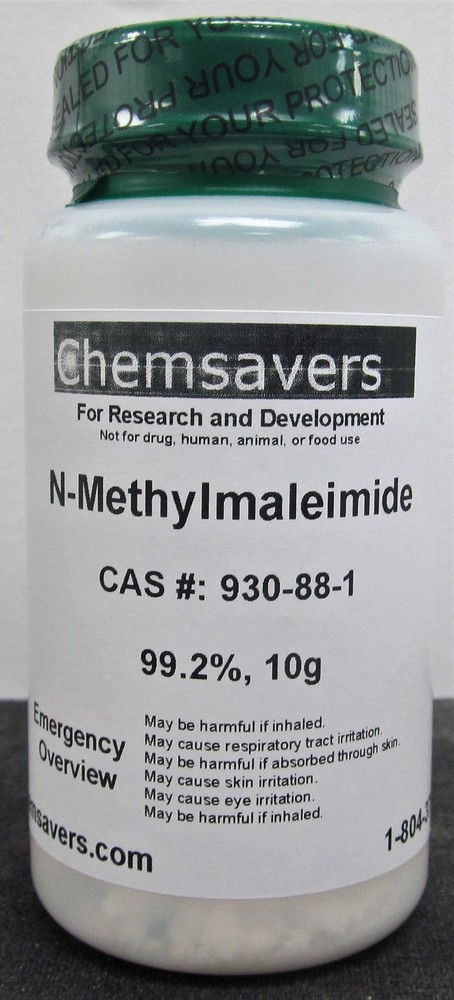 SEALED FOR YOUR
FOR YOUR PROTECTION
Chemsavers
For Research and Development
Not for drug, human, animal, or food use
N-Methylmaleimide
CAS #: 930-88-1
99.2%, 10g
Emergency
Overview
May be harmful if inhaled.
May cause respiratory tract irritation.
May be harmful if absorbed through skin.
May cause skin irritation.
May cause eye irritation.
May be harmful if inhaled.
msavers.com
1-804-3